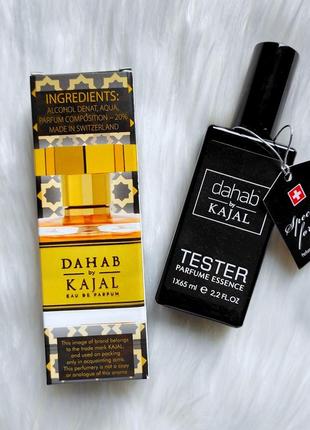 INGREDIENTS:
ALCOHOL DENAT, AQUA,
PARFUM COMPOSITION – 20%
MADE IN SWITZERLAND
DAHAB
by
KAJAL
EAU DE PARFUM
This image of brand belongs
to the trade mark KAJAL,
and used on packing
only in acquainting aims.
This perfumery is not a copy
or analogue of this aroma
dahab
by
KAJAL
TESTER
PARFUME ESSENCE
1X65 ml ℮ 2,2 FL.OZ